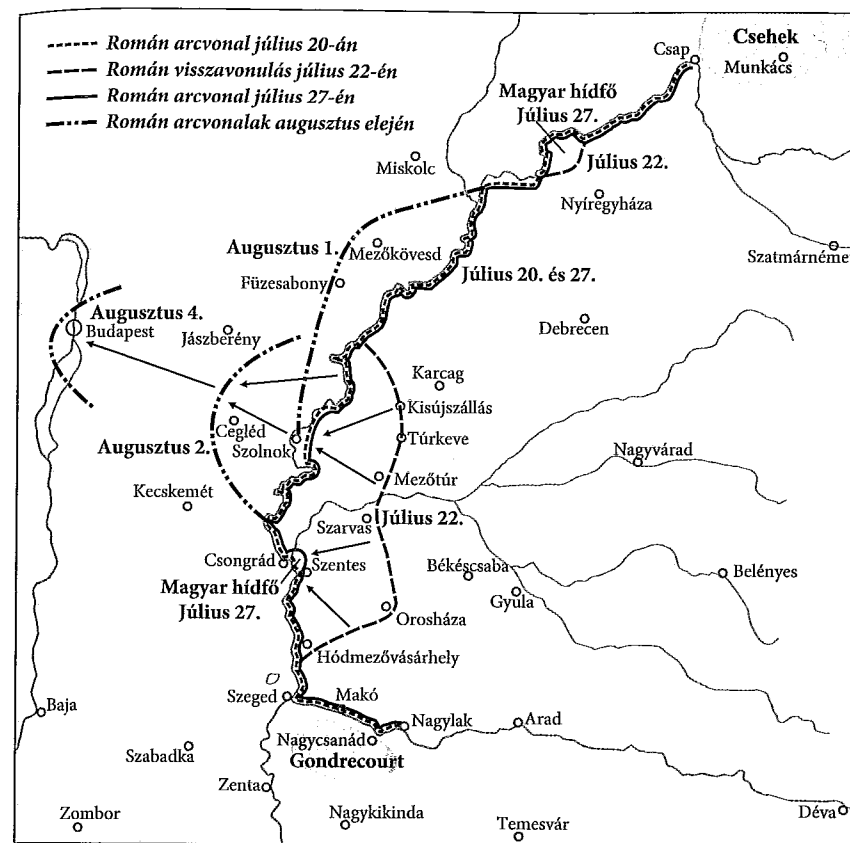 Román arcvonal július 20-án
Román visszavonulás július 22-én
Román arcvonal július 27-én
Román arcvonalak augusztus elején
Csehek
Csap
Munkács
Magyar hídfő
Július 27.
Miskolc
Július 22.
Nyíregyháza
Augusztus 1.
Mezőkövesd
Szatmárnémet
Füzesabony
Július 20. és 27.
Augusztus 4.
Budapest
Jászberény
Debrecen
Karcag
Kisújszállás
Cegléd
Szolnok
Túrkeve
Augusztus 2.
Nagyvárad
Mezőtúr
Kecskemét
Szarvas
Július 22.
Csongrád
Szentes
Békéscsaba
Belényes
Magyar hídfő
Július 27.
Gyula
Orosháza
Hódmezővásárhely
Szeged
Makó
Baja
Nagylak
Arad
Nagycsanád
Szabadka
Gondrecourt
Zenta
Zombor
Nagykikinda
Temesvár
Déva